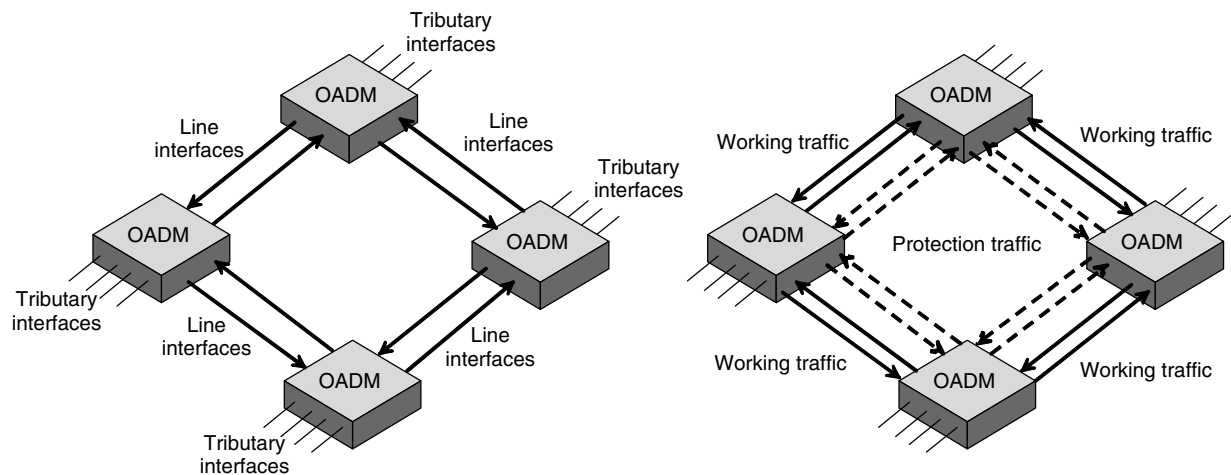 Tributary
interfaces
OADM
Line
interfaces
Line
interfaces
Tributary
interfaces
OADM
OADM
Tributary
interfaces
Line
interfaces
Line
interfaces
OADM
Tributary
interfaces
OADM
Working traffic
Working traffic
OADM
Protection traffic
OADM
Working traffic
Working traffic
OADM